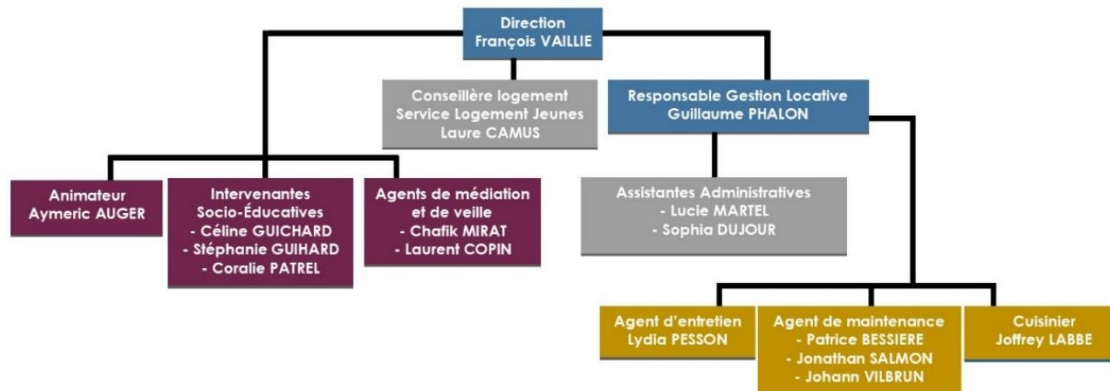 Direction
François VAILLIE
Conseillère logement
Service Logement Jeunes
Laure CAMUS
Responsable Gestion Locative
Guillaume PHALON
Animateur
Aymeric AUGER
Intervenantes
Socio-Éducatives
- Céline GUICHARD
- Stéphanie GUIHARD
- Coralie PATREL
Agents de médiation
et de veille
- Chafik MIRAT
- Laurent COPIN
Assistantes Administratives
- Lucie MARTEL
- Sophia DUJOUR
Agent d'entretien
Lydia PESSON
Agent de maintenance
- Patrice BESSIERE
- Jonathan SALMON
- Johann VILBRUN
Cuisinier
Joffrey LABBE